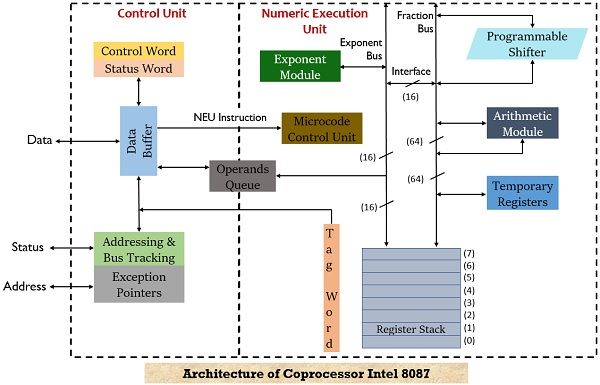 Control Unit
Numeric Execution
Unit
Fraction
Bus
Control Word
Status Word
Exponent
Bus
Exponent
Module
Programmable
Shifter
Interface
(16)
NEU Instruction
Data
Data
Buffer
Microcode
Control Unit
Arithmetic
Module
(64)
(16)
Operands
Queue
(64)
(16)
Temporary
Registers
Status
Addressing &
Bus Tracking
Address
Exception
Pointers
Tag Word
(7)
(6)
(5)
(4)
(3)
(2)
Register Stack (1)
(0)
Architecture of Coprocessor Intel 8087